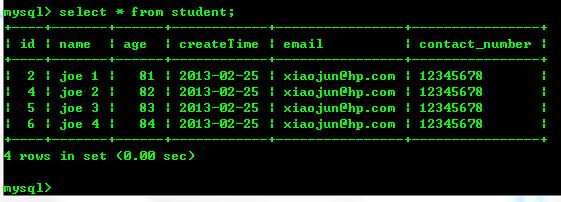 mysql> select * from student;
+----+-------+------+------------+----------------+----------------+
| id | name | age | createTime | email | contact_number |
+----+-------+------+------------+----------------+----------------+
| 2 | joe 1 | 81 | 2013-02-25 | xiaojun@hp.com | 12345678 |
| 4 | joe 2 | 82 | 2013-02-25 | xiaojun@hp.com | 12345678 |
| 5 | joe 3 | 83 | 2013-02-25 | xiaojun@hp.com | 12345678 |
| 6 | joe 4 | 84 | 2013-02-25 | xiaojun@hp.com | 12345678 |
+----+-------+------+------------+----------------+----------------+
4 rows in set (0.00 sec)
mysql>